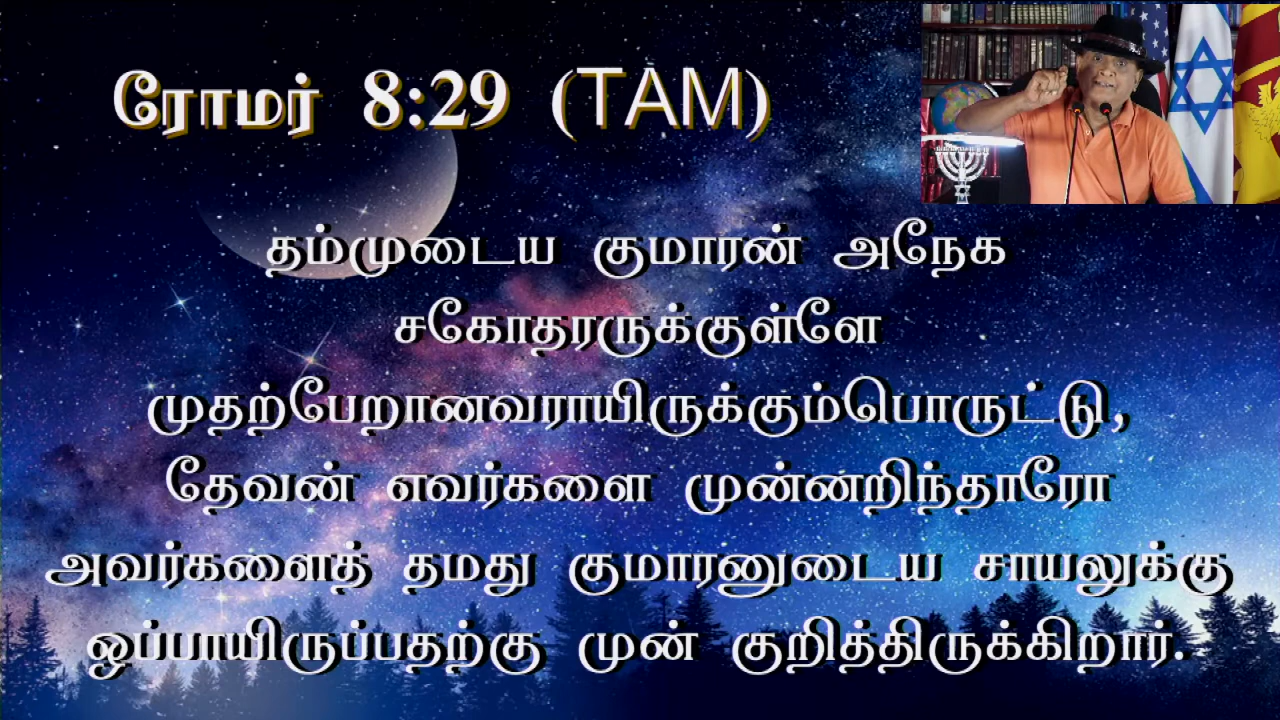 ரோமர் 8:29 (TAM)
தம்முடைய குமாரன் அநேக
சகோதரருக்குள்ளே
முதற்பேறானவராயிருக்கும்பொருட்டு,
தேவன் எவர்களை முன்னறிந்தாரோ
அவர்களைத் தமது குமாரனுடைய சாயலுக்கு
ஒப்பாயிருப்பதற்கு முன் குறித்திருக்கிறார்.